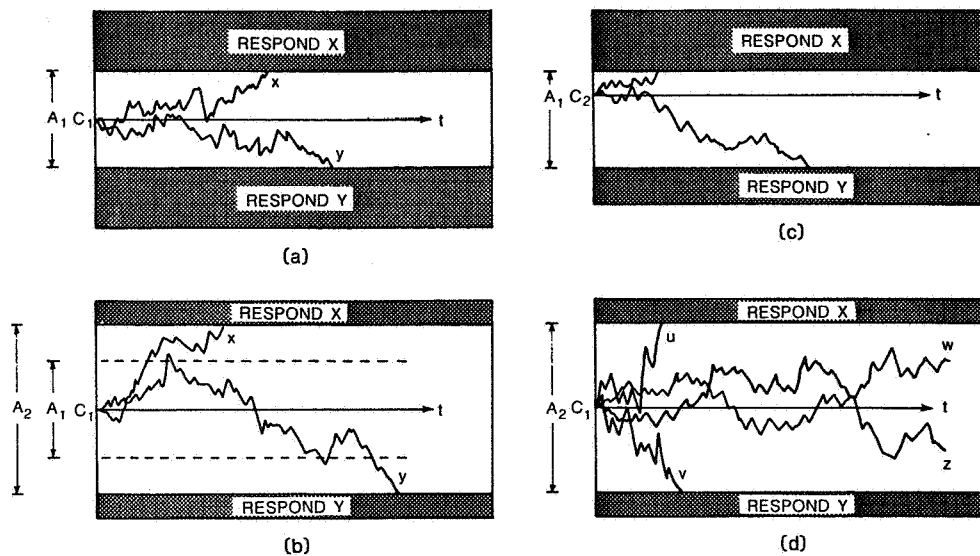 RESPOND X
x
A₁ C₁
t
y
RESPOND Y
(a)
RESPOND X
A₁ C₂
t
RESPOND Y
(c)
RESPOND X
x
A₂ A₁ C₁
t
y
RESPOND Y
(b)
RESPOND X
u
w
A₂ C₁
t
v
z
RESPOND Y
(d)